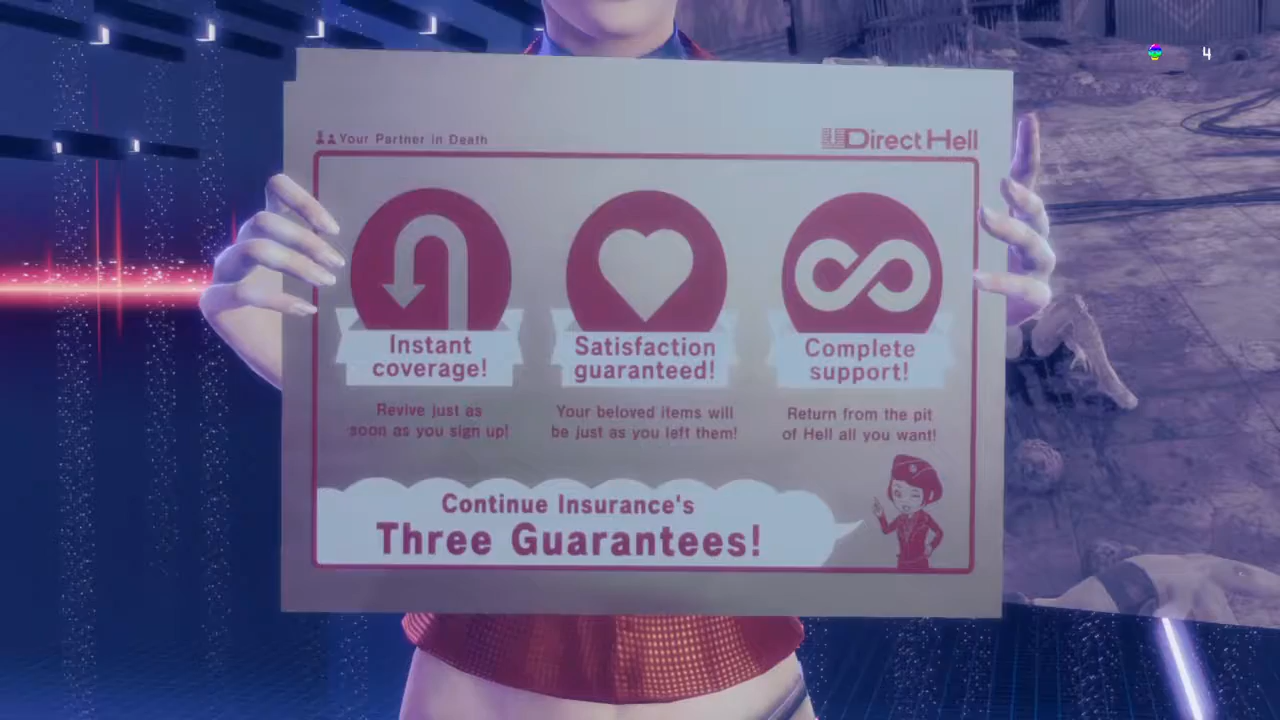 4
Your Partner in Death
Direct Hell
Instant
coverage!
Satisfaction
guaranteed!
Complete
support!
Revive just as
soon as you sign up!
Your beloved items will
be just as you left them!
Return from the pit
of Hell all you want!
Continue Insurance's
Three Guarantees!